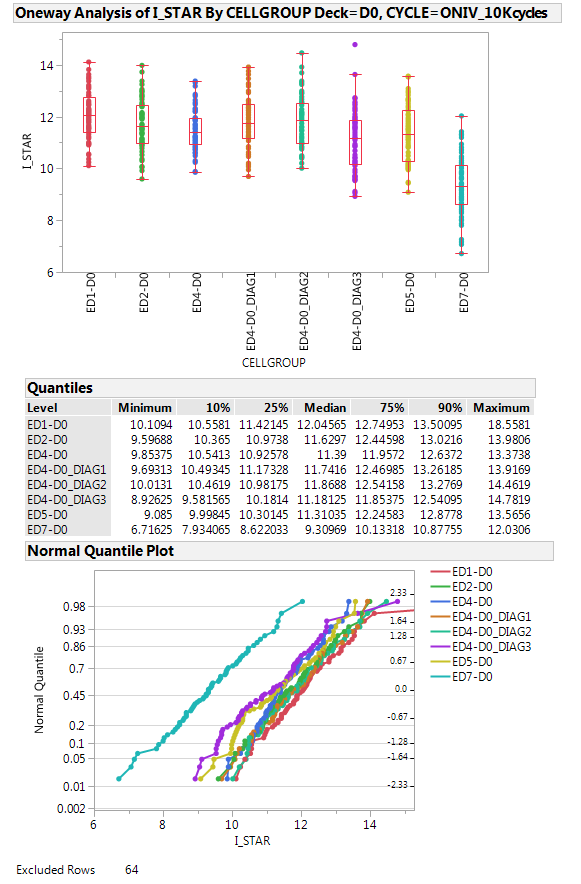 Oneway Analysis of I_STAR By CELLGROUP Deck=D0, CYCLE=ONIV_10Kcycles
14
12
10
8
6
I_STAR
ED1-D0
ED2-D0
ED4-D0
ED4-D0_DIAG1
ED4-D0_DIAG2
ED4-D0_DIAG3
ED5-D0
ED7-D0
CELLGROUP
Quantiles
Level Minimum 10% 25% Median 75% 90% Maximum
ED1-D0 10.1094 10.5581 11.42145 12.04565 12.74953 13.50095 18.5581
ED2-D0 9.59688 10.365 10.9738 11.6297 12.44598 13.0216 13.9806
ED4-D0 9.85375 10.5413 10.92578 11.39 11.9572 12.6372 13.3738
ED4-D0_DIAG1 9.69313 10.49345 11.17328 11.7416 12.46985 13.26185 13.9169
ED4-D0_DIAG2 10.0131 10.4619 10.98175 11.8688 12.54158 13.2769 14.4619
ED4-D0_DIAG3 8.92625 9.581565 10.1814 11.18125 11.85375 12.54095 14.7819
ED5-D0 9.085 9.99845 10.30145 11.31035 12.24583 12.8778 13.5656
ED7-D0 6.71625 7.934065 8.622033 9.30969 10.13318 10.87755 12.0306
Normal Quantile Plot
0.98
0.93
0.86
0.7
0.45
0.2
0.1
0.05
0.01
0.002
Normal Quantile
2.33
1.64
1.28
0.67
0.0
-0.67
-1.28
-1.64
-2.33
6 8 10 12 14
I_STAR
ED1-D0
ED2-D0
ED4-D0
ED4-D0_DIAG1
ED4-D0_DIAG2
ED4-D0_DIAG3
ED5-D0
ED7-D0
Excluded Rows 64